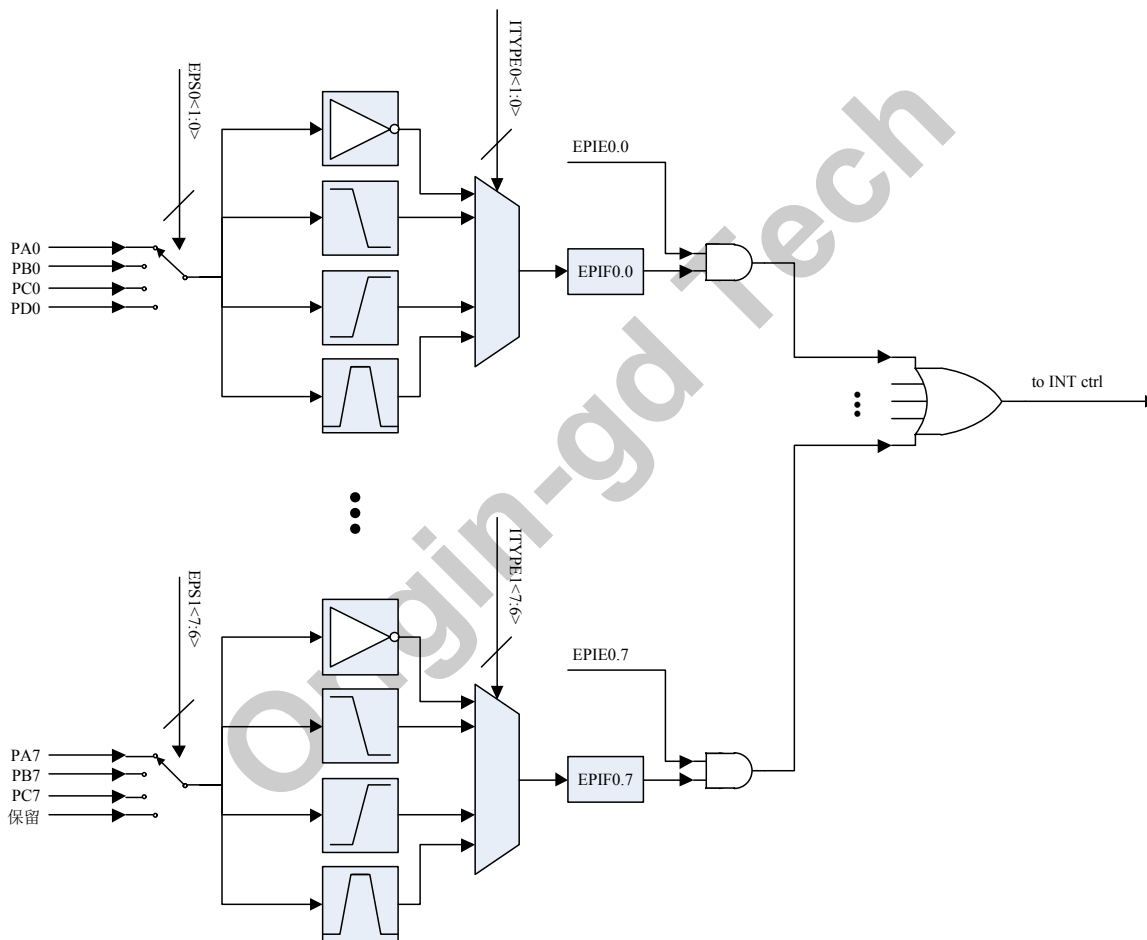 EPS0<1:0>
ITYPE0<1:0>
PA0
PB0
PC0
PD0
EPIE0.0
EPIF0.0
to INT ctrl
EPS1<7:6>
ITYPE1<7:6>
PA7
PB7
PC7
保留
EPIE0.7
EPIF0.7
Origin-gd Tech